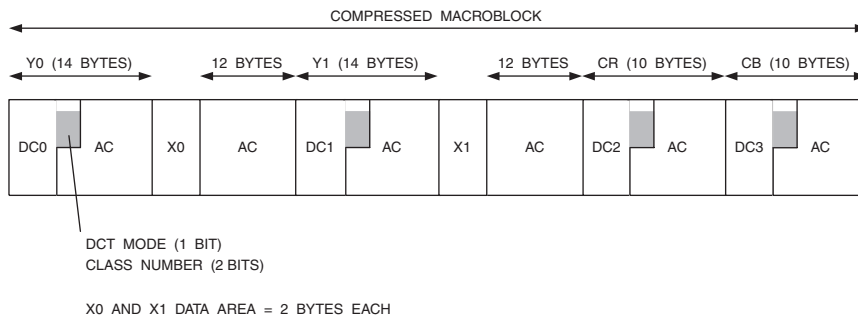 COMPRESSED MACROBLOCK
Y0 (14 BYTES) 12 BYTES Y1 (14 BYTES) 12 BYTES CR (10 BYTES) CB (10 BYTES)
DC0 AC X0 AC DC1 AC X1 AC DC2 AC DC3 AC
DCT MODE (1 BIT)
CLASS NUMBER (2 BITS)
X0 AND X1 DATA AREA = 2 BYTES EACH